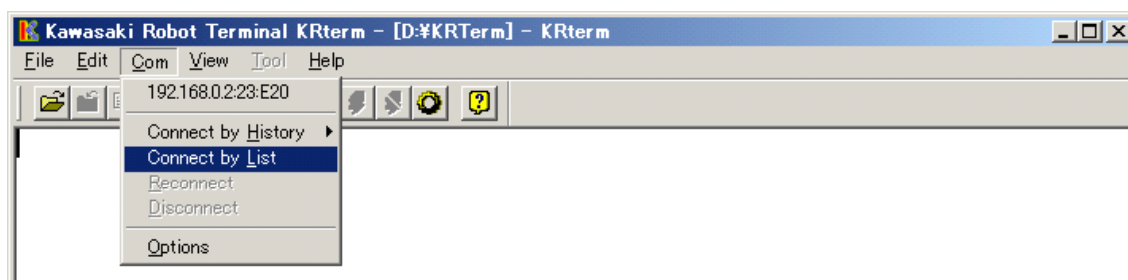 Kawasaki Robot Terminal KRterm - [D:¥KRTerm] - KRterm
File Edit Com View Tool Help
192.168.0.2:23:E20
Connect by History
Connect by List
Reconnect
Disconnect
Options